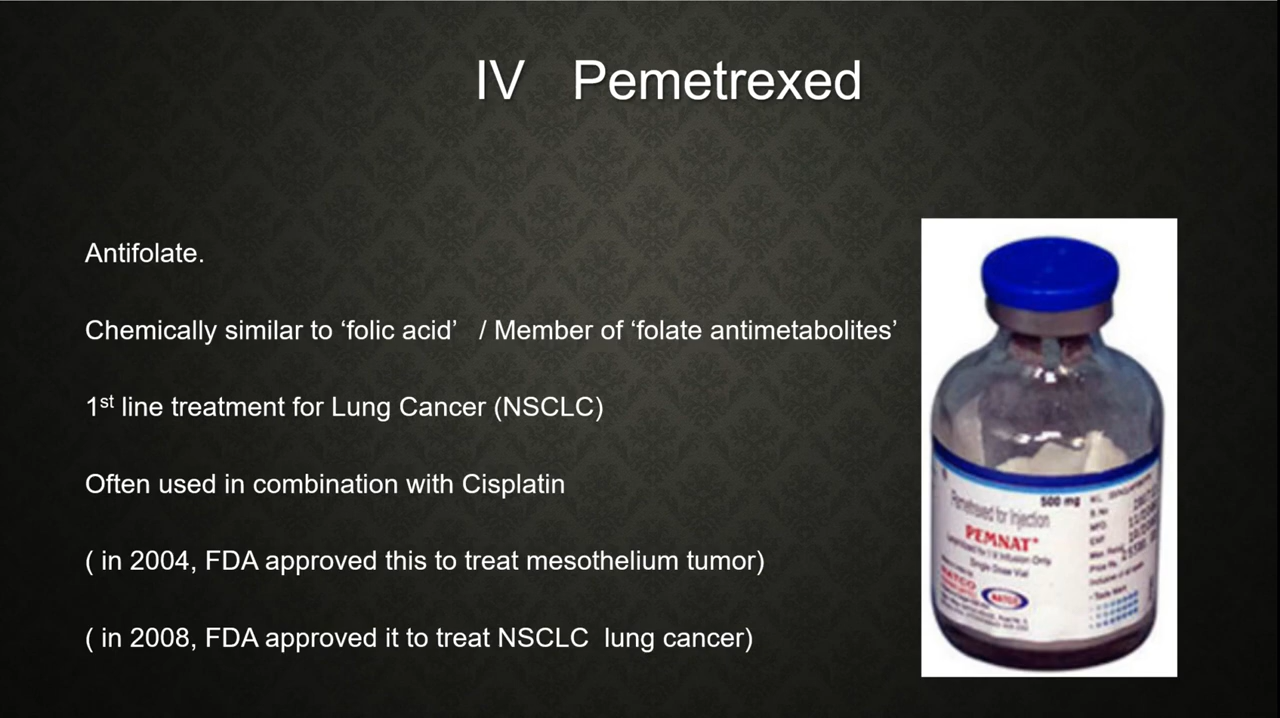 IV Pemetrexed
Antifolate.
Chemically similar to ‘folic acid’ / Member of ‘folate antimetabolites’
1st line treatment for Lung Cancer (NSCLC)
Often used in combination with Cisplatin
( in 2004, FDA approved this to treat mesothelium tumor)
( in 2008, FDA approved it to treat NSCLC lung cancer)
500 mg
Pemetrexed for Injection
PEMNAT
Single Dose Vial
NATCO
NATCO